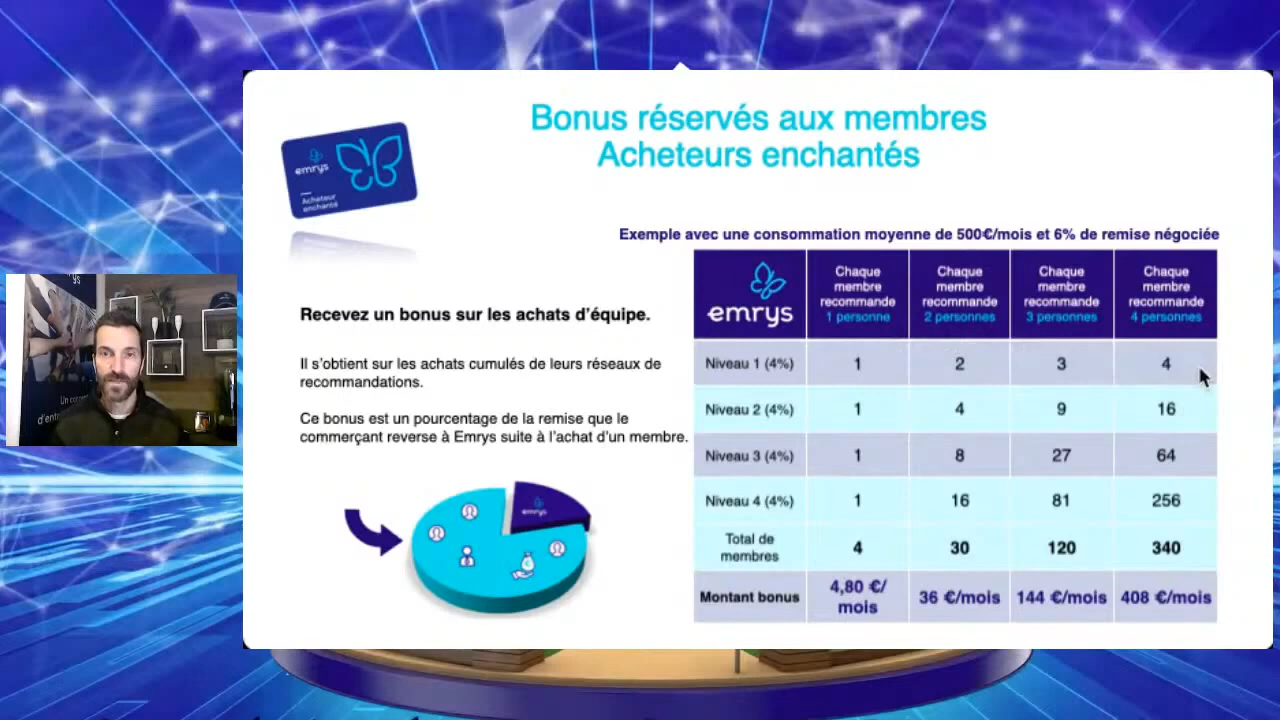 Bonus réservés aux membres
Acheteurs enchantés
emrys
Acheteur
enchanté
Exemple avec une consommation moyenne de 500€/mois et 6% de remise négociée
Recevez un bonus sur les achats d'équipe.
Il s'obtient sur les achats cumulés de leurs réseaux de
recommandations.
Ce bonus est un pourcentage de la remise que le
commerçant reverse à Emrys suite à l'achat d'un membre.
emrys
emrys
Chaque
membre
recommande
1 personne
Chaque
membre
recommande
2 personnes
Chaque
membre
recommande
3 personnes
Chaque
membre
recommande
4 personnes
Niveau 1 (4%) 1 2 3 4
Niveau 2 (4%) 1 4 9 16
Niveau 3 (4%) 1 8 27 64
Niveau 4 (4%) 1 16 81 256
Total de
membres
4 30 120 340
Montant bonus
4,80 €/
mois
36 €/mois 144 €/mois 408 €/mois